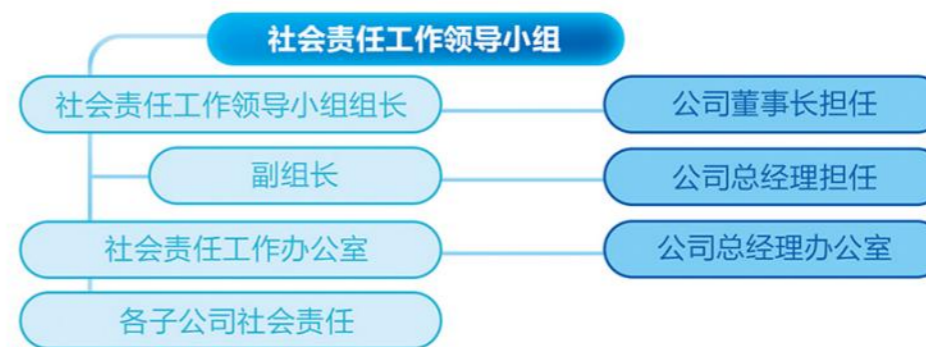 社会责任工作领导小组
社会责任工作领导小组组长
公司董事长担任
副组长
公司总经理担任
社会责任工作办公室
公司总经理办公室
各子公司社会责任